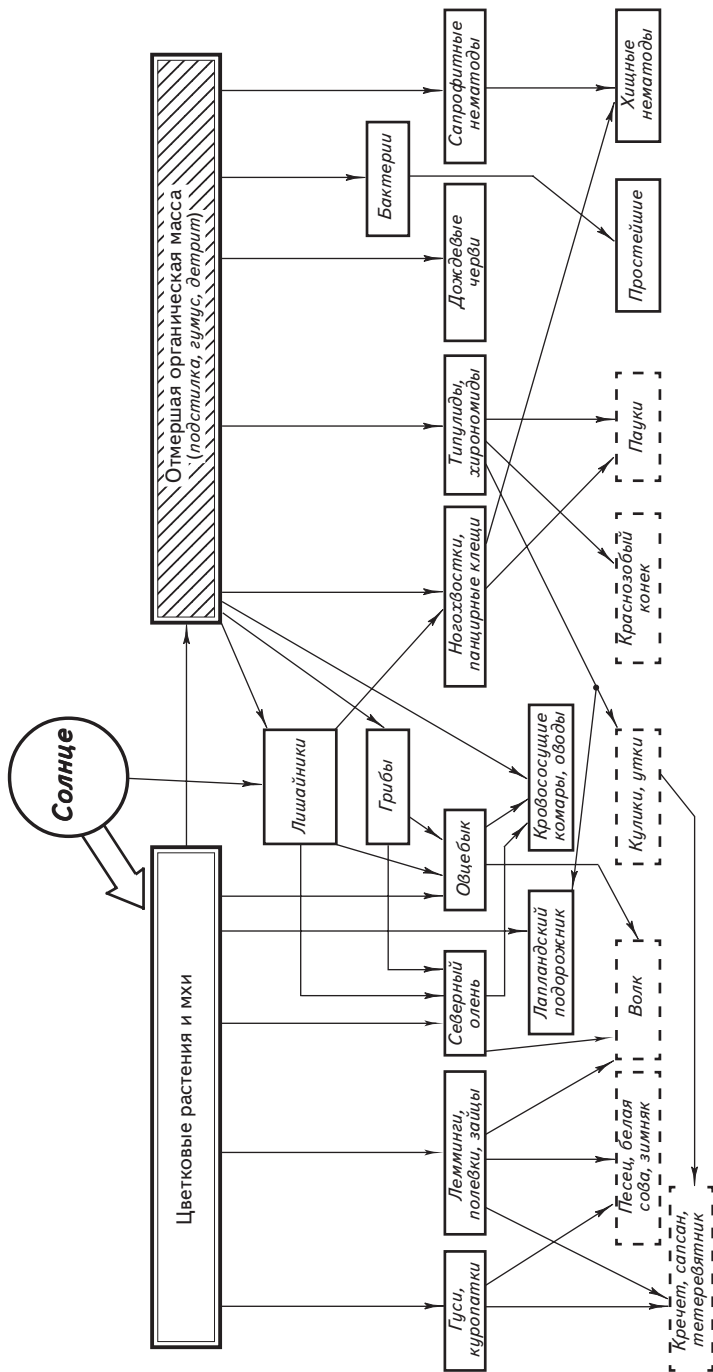 Солнце
Цветковые растения и мхи
Отмершая органическая масса
(подстилка, гумус, детрит)
Лишайники
Грибы
Бактерии
Гуси,
куропатки
Лемминги,
полевки, зайцы
Северный
олень
Овцебык
Ногохвостки,
панцирные клещи
Типулиды,
хирономиды
Дождевые
черви
Сапрофитные
нематоды
Лапландский
подорожник
Кровососущие
комары, оводы
Песец, белая
сова, зимняк
Волк
Кулики, утки
Краснозобый
конек
Пауки
Простейшие
Хищные
нематоды
Кречет, сапсан,
тетеревятник